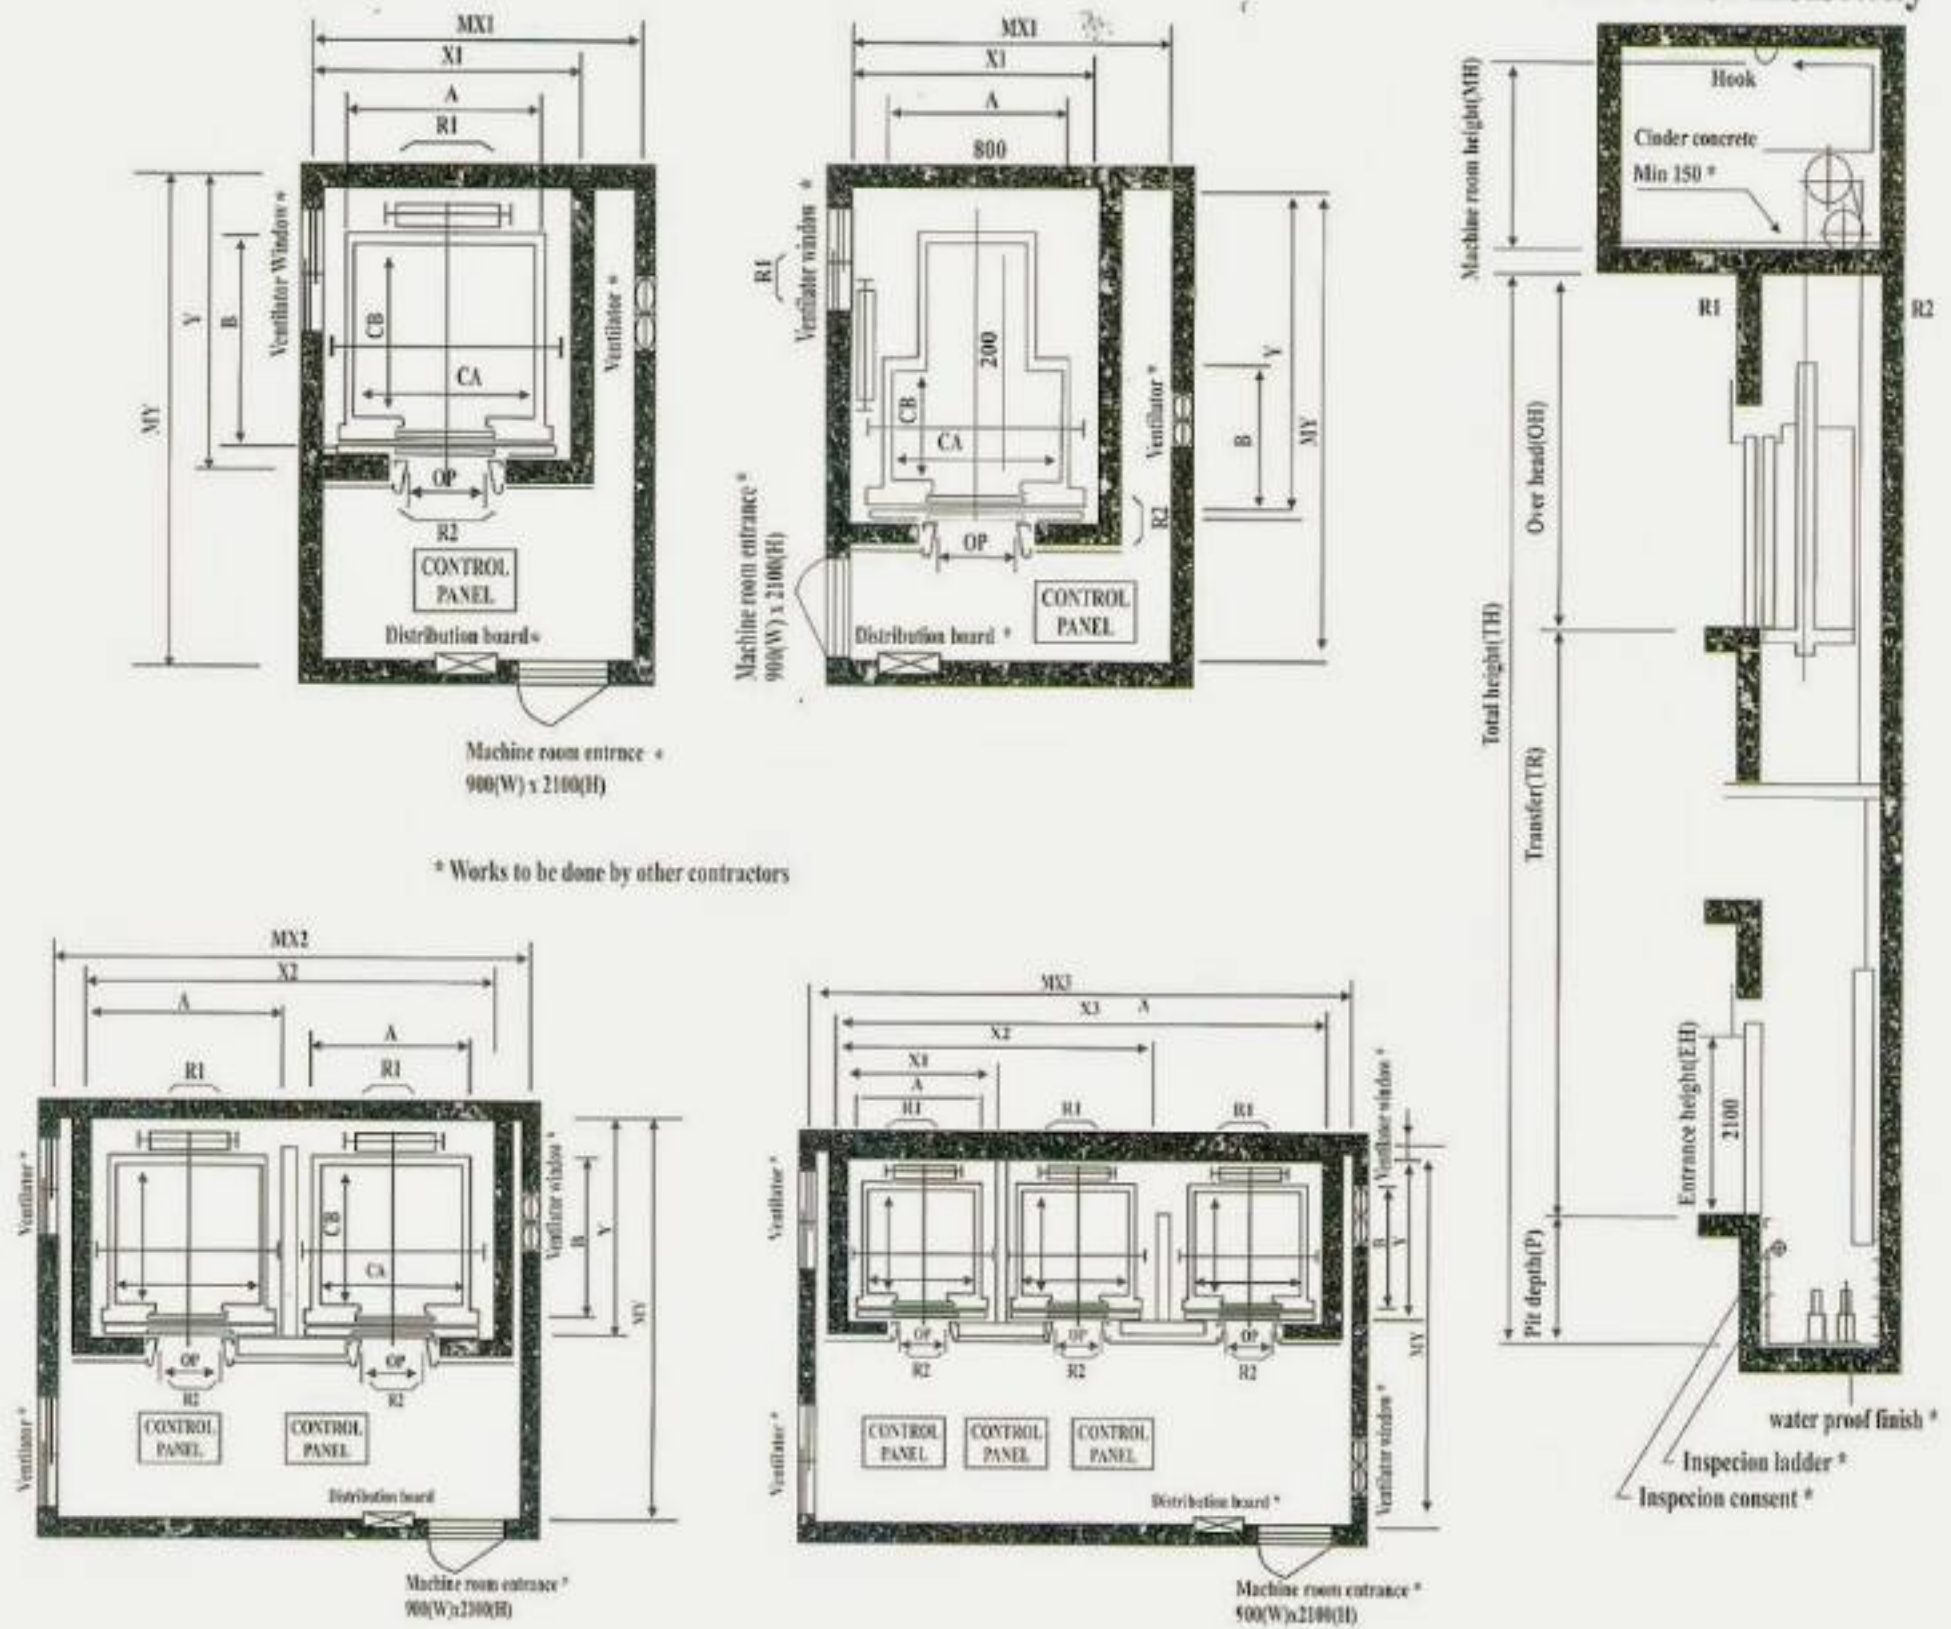 MX1
X1
A
R1
Ventilator Window *
Y
B
MY
CB
CA
Ventilator *
OP
R2
CONTROL
PANEL
Distribution board*
Machine room entrnce *
900(W) x 2100(H)
MX1
X1
A
800
Ventilator window *
R1
200
CB
CA
Y
B
MY
Ventilator *
R2
OP
Machine room entrance *
900(W) x 2100(H)
CONTROL
PANEL
Distribution board *
* Works to be done by other contractors
Hook
Cinder concrete
Min 150 *
Machine room height(MH)
R1
R2
Over head(OH)
Total height(TH)
Transfer(TR)
Entrance height(EH)
2100
Pit depth(P)
water proof finish *
Inspecion ladder *
Inspecion consent *
MX2
X2
A
A
R1
R1
Ventilator *
Ventilator window *
CB
CA
B
Y
MY
OP
OP
R2
R2
Ventilator *
CONTROL
PANEL
CONTROL
PANEL
Distribution board
Machine room entrance *
900(W)x2100(H)
MX3
X3
A
X2
X1
A
R1
R1
R1
Ventilator window *
Ventilator *
B
Y
MY
OP
OP
OP
R2
R2
R2
Ventilator *
Ventilator window *
CONTROL
PANEL
CONTROL
PANEL
CONTROL
PANEL
Distribution board *
Machine room entrance *
900(W)x2100(H)